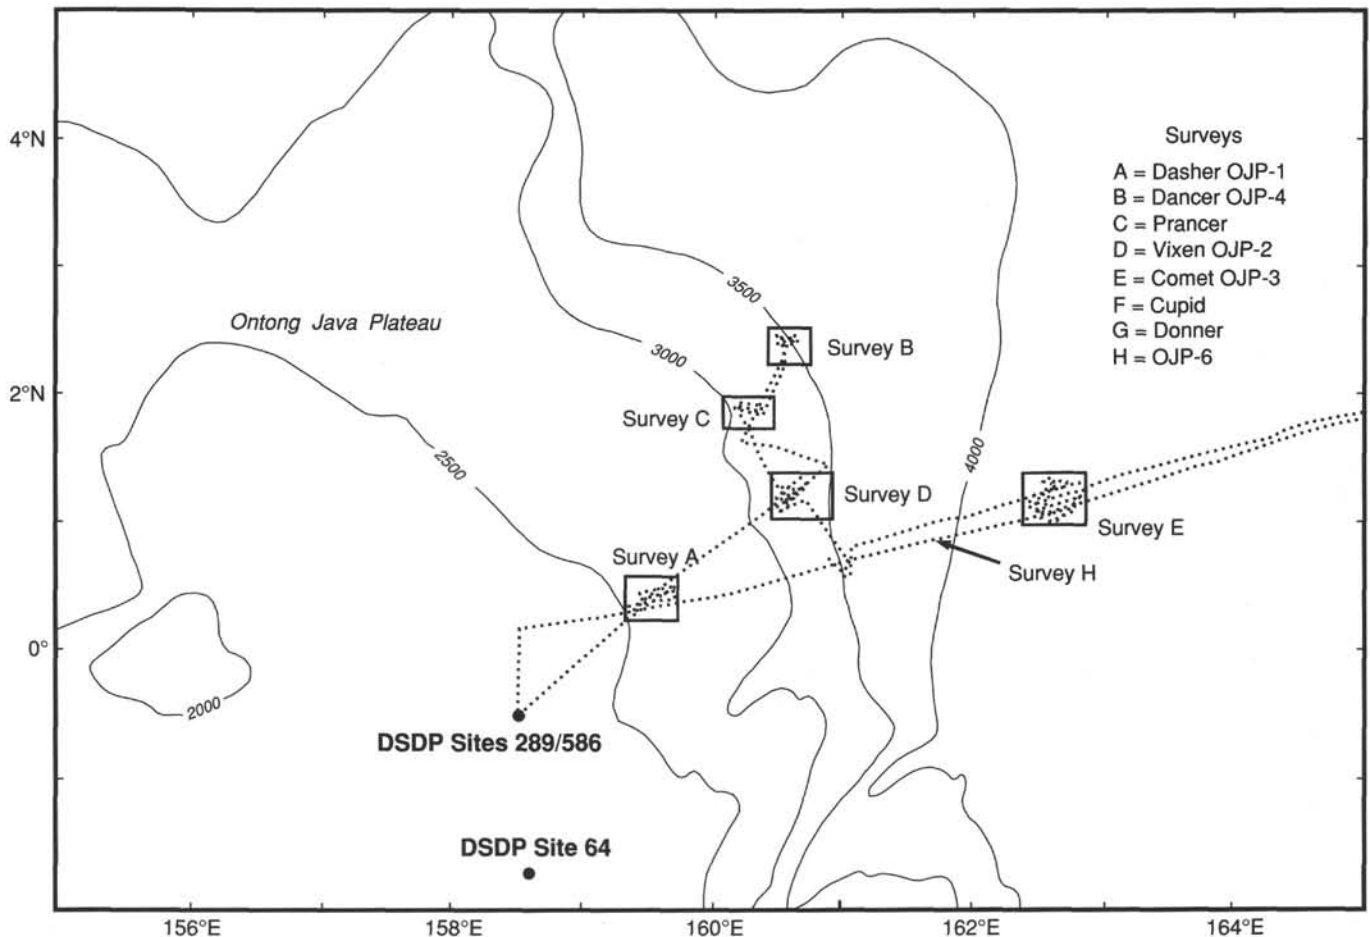 4°N
Surveys
A = Dasher OJP-1
B = Dancer OJP-4
C = Prancer
D = Vixen OJP-2
E = Comet OJP-3
F = Cupid
G = Donner
H = OJP-6
3500
Ontong Java Plateau
3000
Survey B
2°N
Survey C
2500
4000
Survey D
Survey E
Survey A
Survey H
0°
2000
DSDP Sites 289/586
DSDP Site 64
156°E
158°E
160°E
162°E
164°E